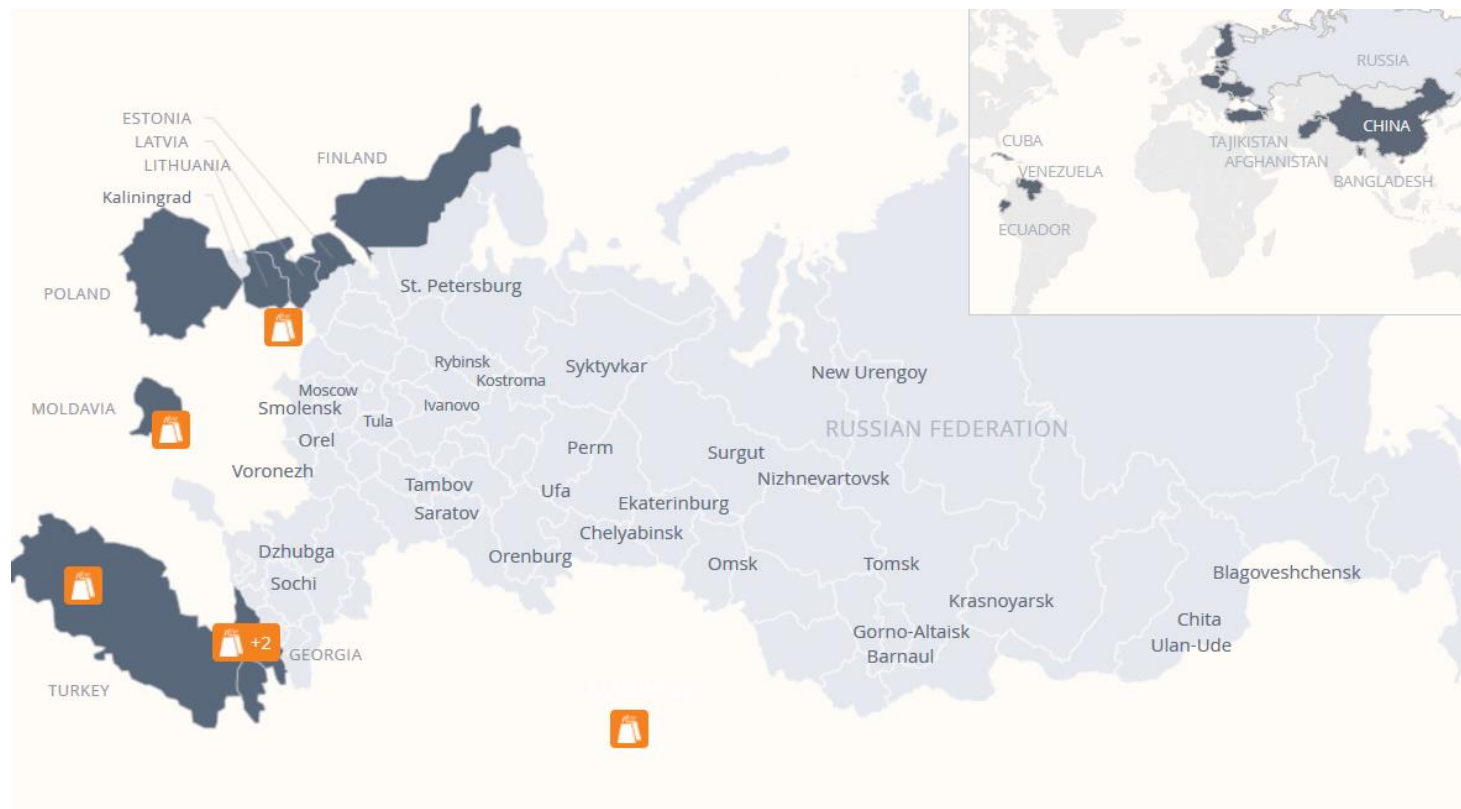 ESTONIA
LATVIA
LITHUANIA
Kaliningrad
FINLAND
POLAND
MOLDAVIA
TURKEY
GEORGIA
+2
St. Petersburg
Rybinsk
Kostroma
Syktyvkar
New Urengoy
Moscow
Smolensk
Ivanovo
Tula
Orel
RUSSIAN FEDERATION
Perm
Surgut
Voronezh
Nizhnevartovsk
Tambov
Ufa
Ekaterinburg
Saratov
Chelyabinsk
Dzhubga
Orenburg
Omsk
Tomsk
Blagoveshchensk
Sochi
Krasnoyarsk
Chita
Gorno-Altaisk
Ulan-Ude
Barnaul
RUSSIA
CHINA
CUBA
TAJIKISTAN
AFGHANISTAN
VENEZUELA
BANGLADESH
ECUADOR